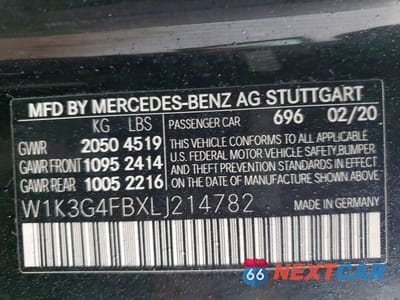 MFD BY MERCEDES-BENZ AG STUTTGART
KG LBS PASSENGER CAR 696 02/20
GVWR 2050 4519
GAWR FRONT 1095 2414
GAWR REAR 1005 2216
THIS VEHICLE CONFORMS TO ALL APPLICABLE
U.S. FEDERAL MOTOR VEHICLE SAFETY,BUMPER,
AND THEFT PREVENTION STANDARDS IN EFFECT
ON THE DATE OF MANUFACTURE SHOWN ABOVE.
W1K3G4FBXLJ214782
MADE IN GERMANY
66 NEXTCAR